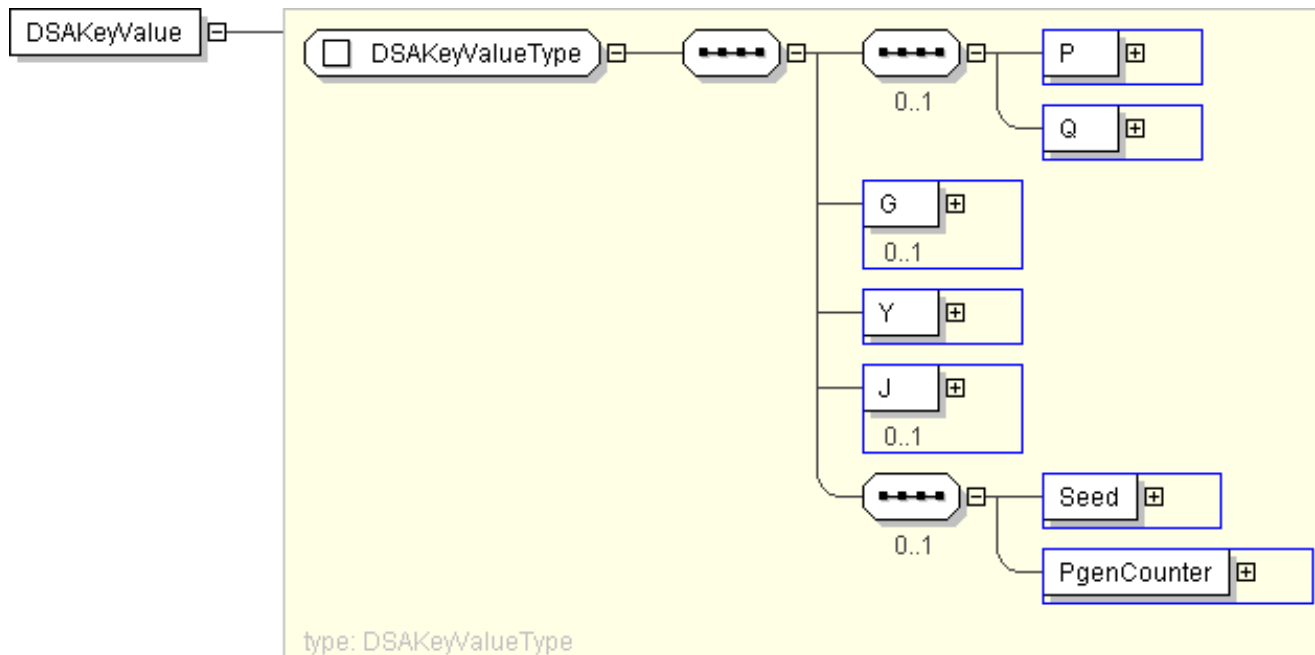 DSAKeyValue
DSAKeyValueType
0..1
P
Q
G
0..1
Y
J
0..1
0..1
Seed
PgenCounter
type: DSAKeyValueType